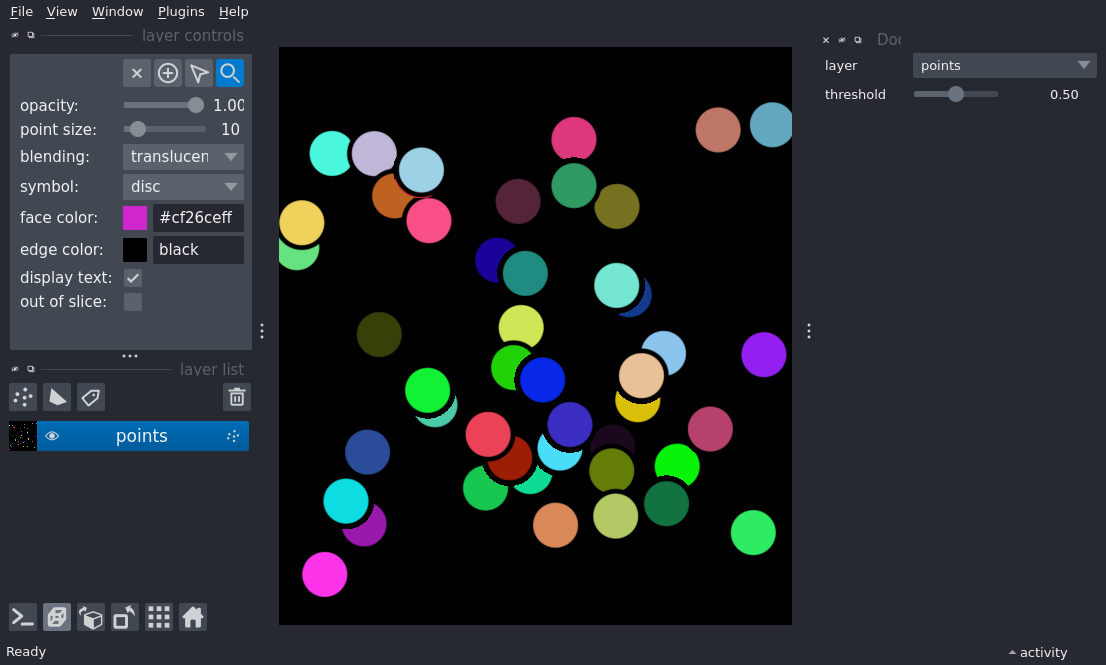 File View Window Plugins Help
layer controls
opacity: 1.00
point size: 10
blending: translucen
symbol: disc
face color: #cf26ceff
edge color: black
display text:
out of slice:
layer list
points
Doc
layer points
threshold 0.50
Ready
activity